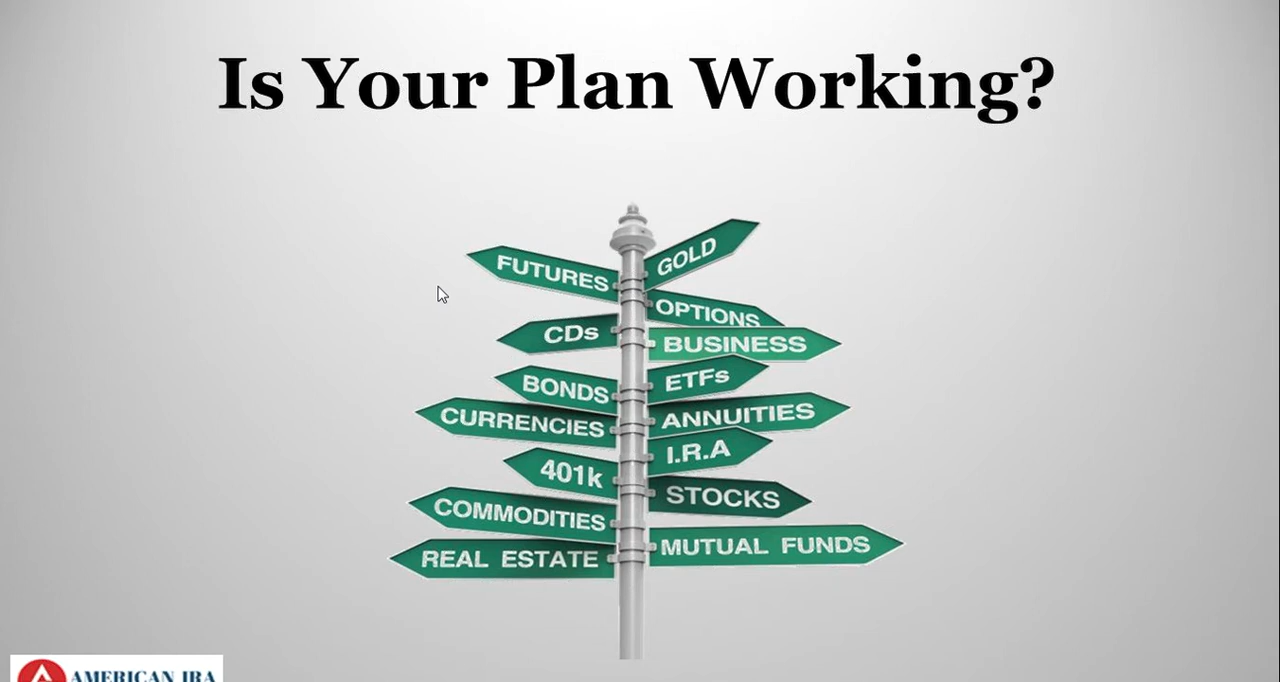 Is Your Plan Working?
GOLD
FUTURES
OPTIONS
CDs
BUSINESS
ETFs
BONDS
ANNUITIES
CURRENCIES
I.R.A
401k
STOCKS
COMMODITIES
MUTUAL FUNDS
REAL ESTATE
AMERICAN IRA